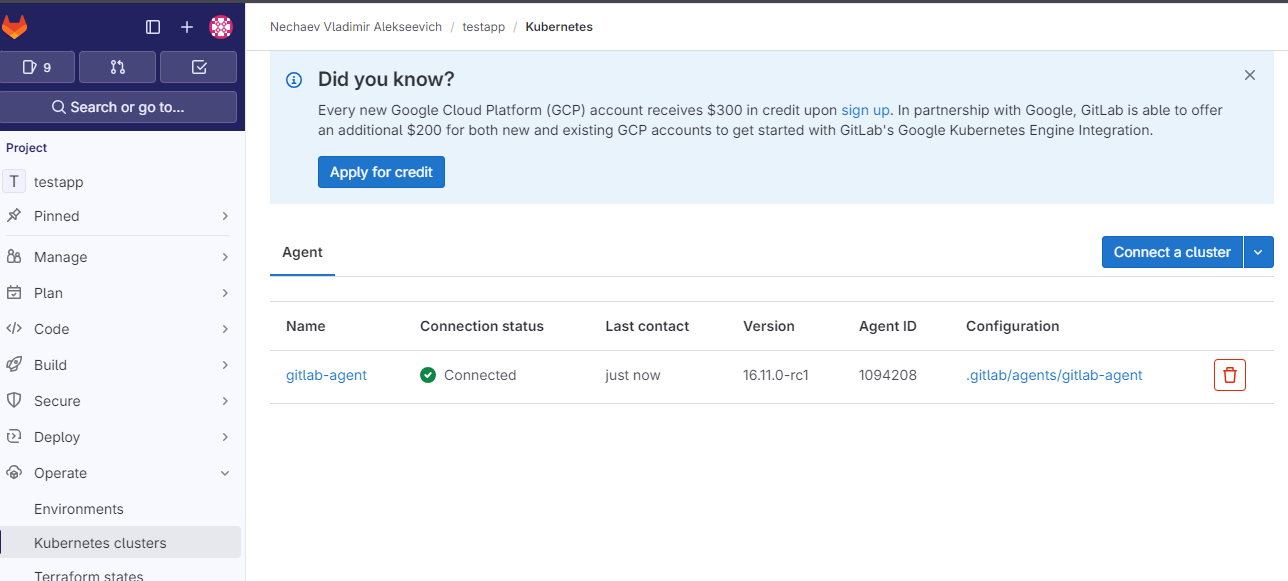 Nechaev Vladimir Alekseevich / testapp / Kubernetes
9
Search or go to...
Project
T testapp
Pinned
Manage
Plan
Code
Build
Secure
Deploy
Operate
Environments
Kubernetes clusters
Terraform states
Did you know?
Every new Google Cloud Platform (GCP) account receives $300 in credit upon sign up. In partnership with Google, GitLab is able to offer
an additional $200 for both new and existing GCP accounts to get started with GitLab's Google Kubernetes Engine Integration.
Apply for credit
Agent
Connect a cluster
Name Connection status Last contact Version Agent ID Configuration
gitlab-agent Connected just now 16.11.0-rc1 1094208 .gitlab/agents/gitlab-agent